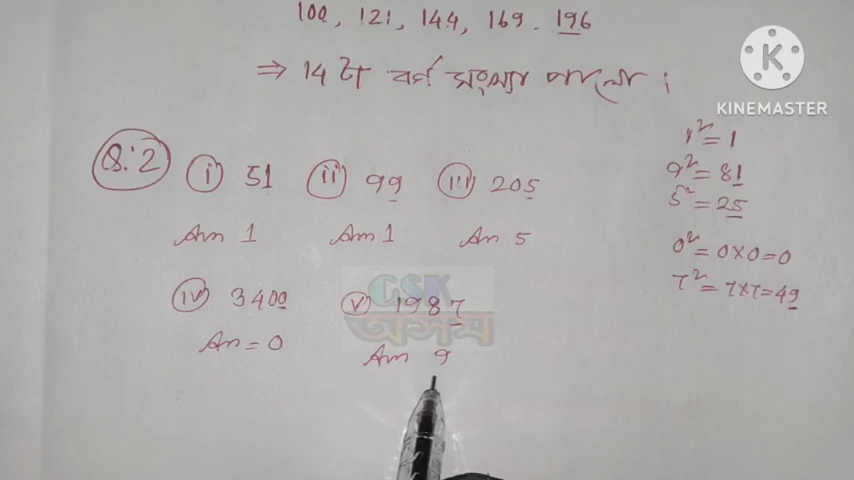 100, 121, 144, 169. 196
⇒ 14 টা বৰ্গ সংখ্যা পালো।
KINEMASTER
Q:2 (i) 51 (ii) 99 (iii) 205
Ans 1 Ans 1 Ans 5
(iv) 3400 (v) 1987
Ans = 0 Ans 9
1² = 1
9² = 81
5² = 25
0² = 0×0=0
7² = 7×7=49
GSK
অসম